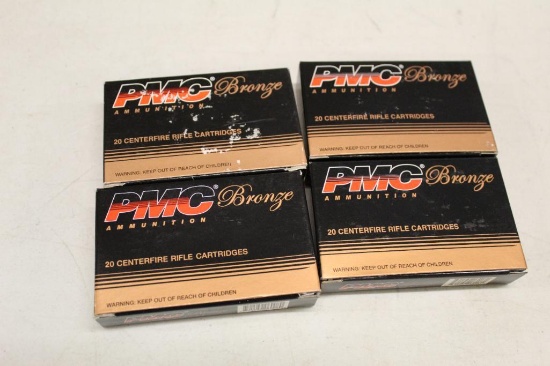 PMC® Bronze
AMMUNITION
20 CENTERFIRE RIFLE CARTRIDGES
WARNING: KEEP OUT OF REACH OF CHILDREN.
PMC® Bronze
AMMUNITION
20 CENTERFIRE RIFLE CARTRIDGES
WARNING: KEEP OUT OF REACH OF CHILDREN.
PMC® Bronze
AMMUNITION
20 CENTERFIRE RIFLE CARTRIDGES
WARNING: KEEP OUT OF REACH OF CHILDREN.
PMC® Bronze
AMMUNITION
20 CENTERFIRE RIFLE CARTRIDGES
WARNING: KEEP OUT OF REACH OF CHILDREN.